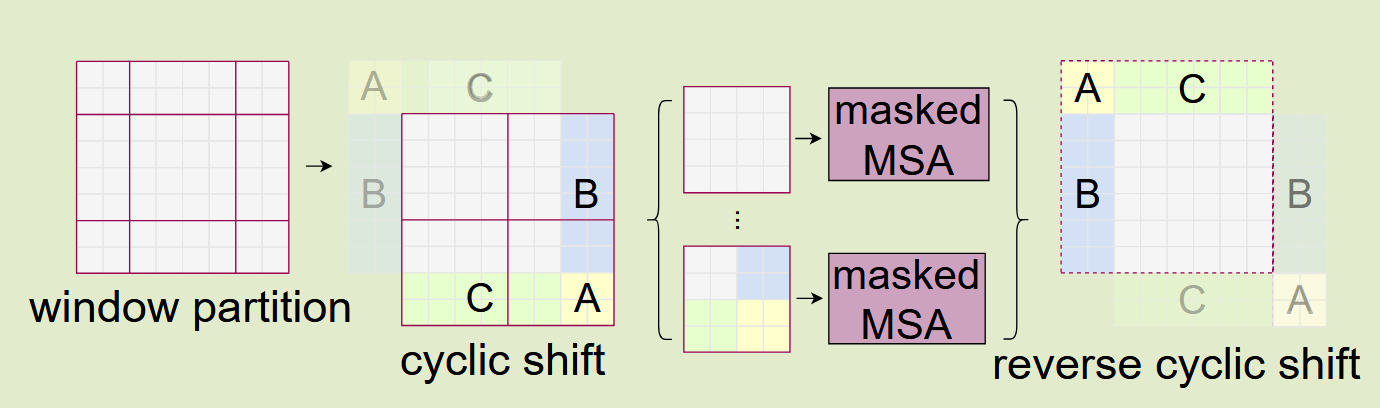 window partition
A
C
B
B
C
A
cyclic shift
masked
MSA
...
masked
MSA
A
C
B
B
C
A
reverse cyclic shift